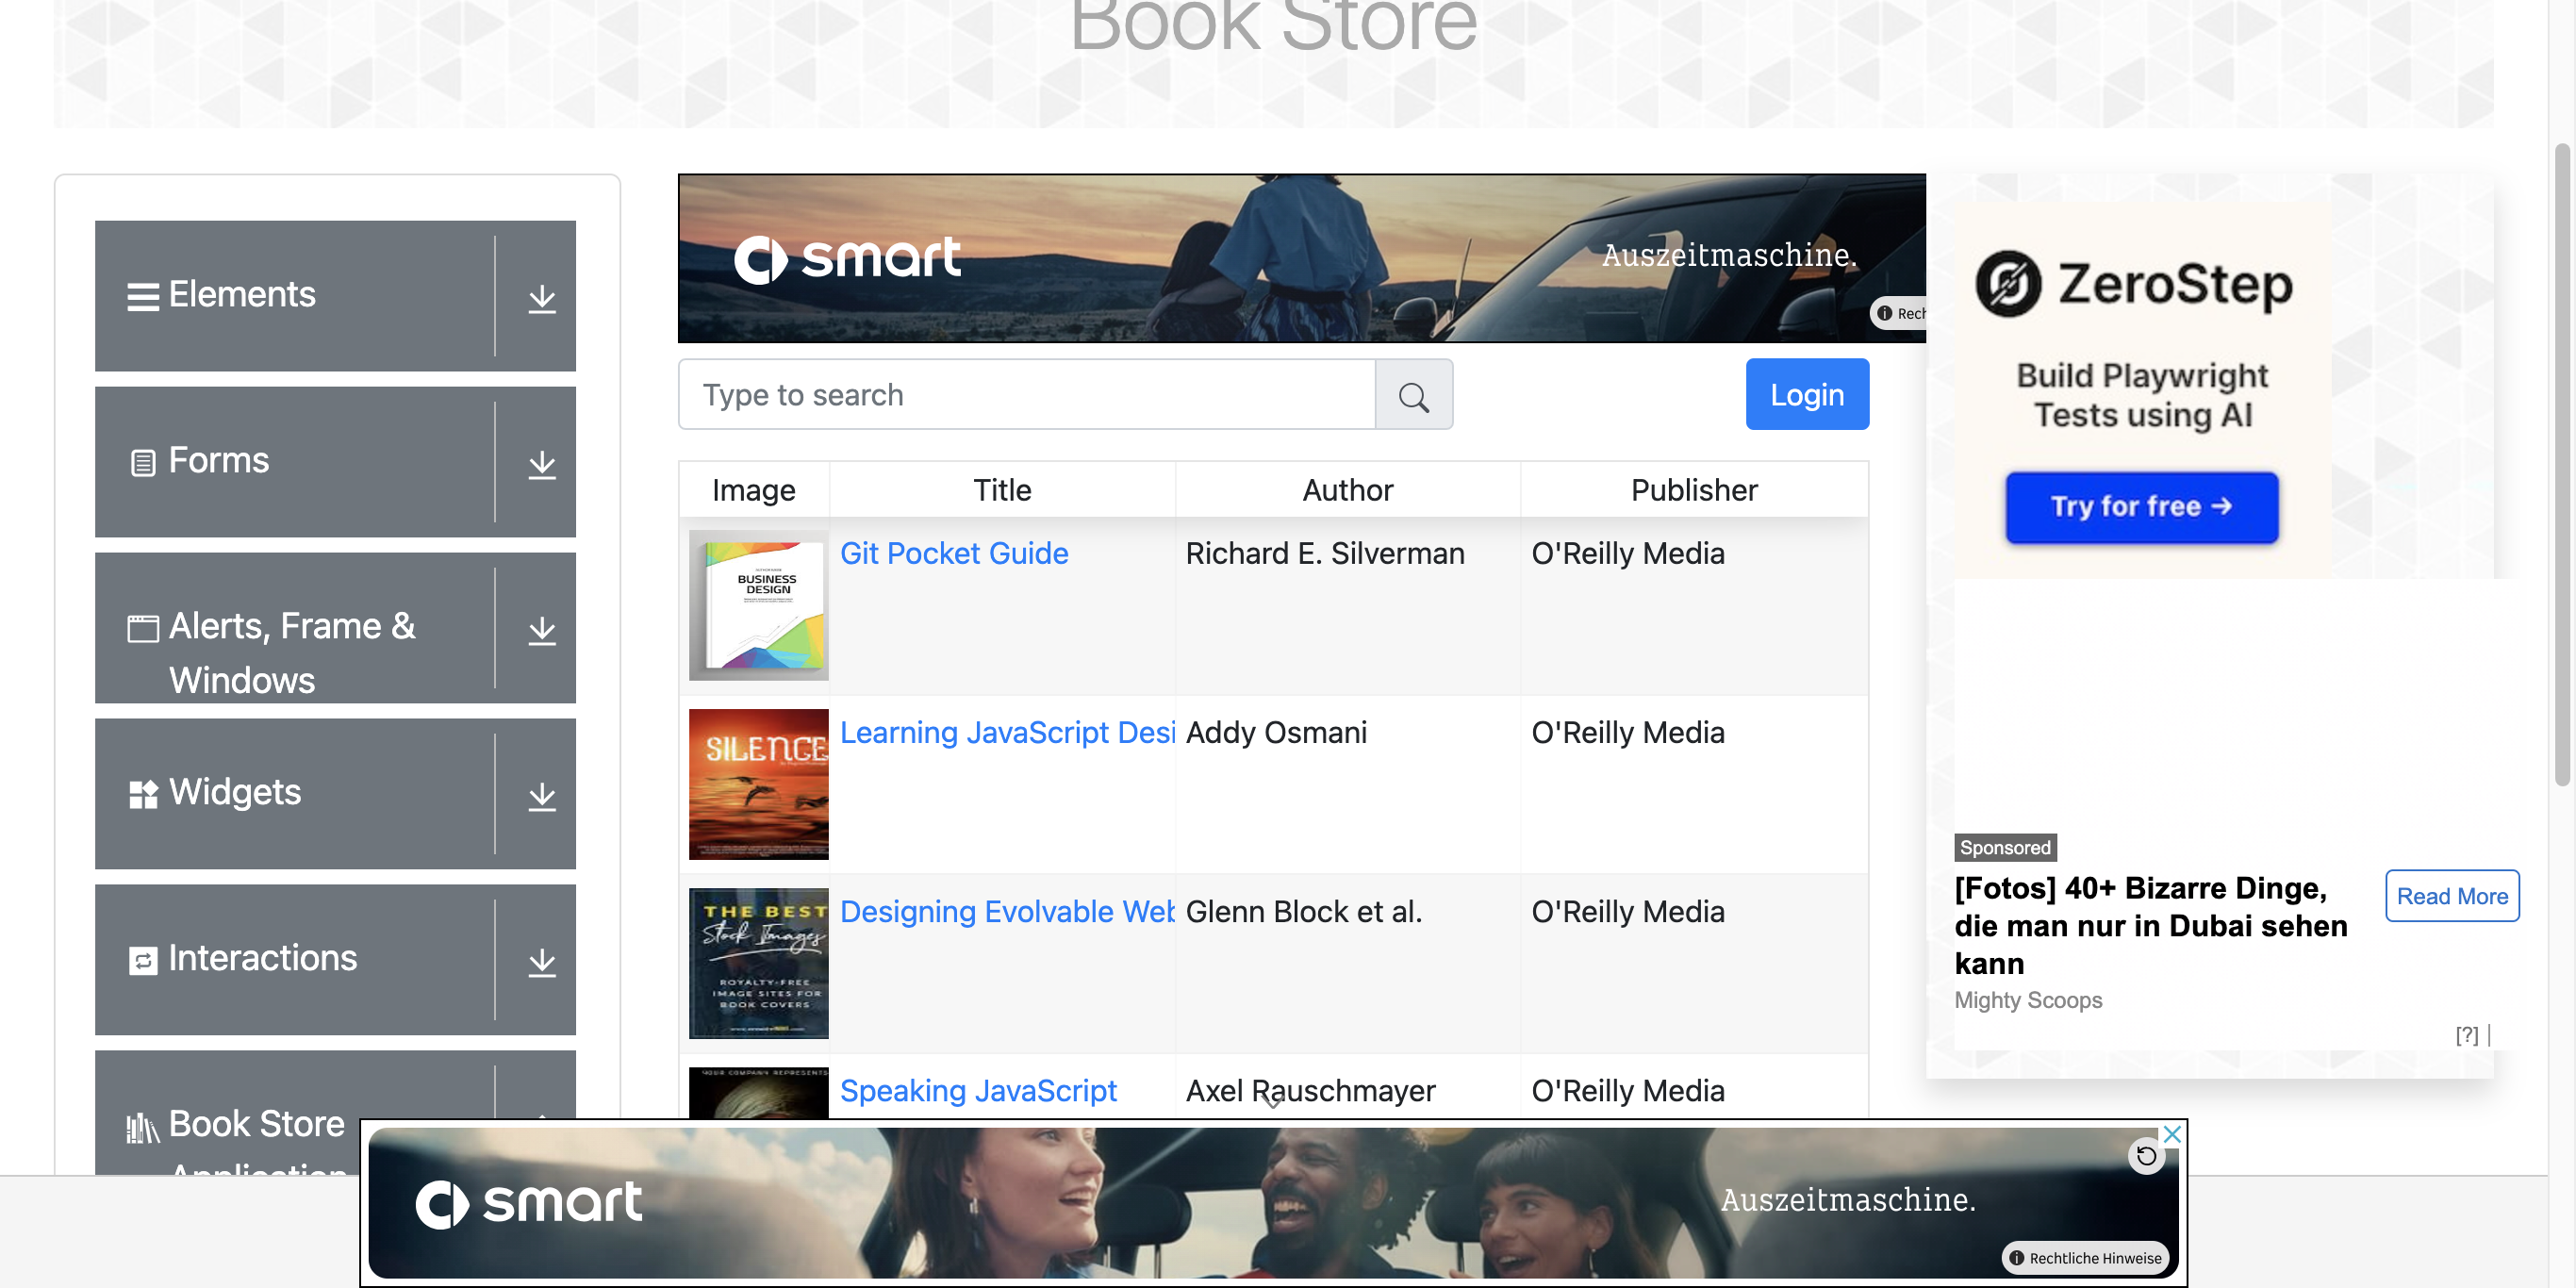 Book Store
Elements
Forms
Alerts, Frame &
Windows
Widgets
Interactions
Book Store
Application
smart
Auszeitmaschine.
Rech
Type to search
Login
Image Title Author Publisher
BUSINESS
DESIGN
Git Pocket Guide Richard E. Silverman O'Reilly Media
SILENCE
Learning JavaScript Desi Addy Osmani O'Reilly Media
THE BEST
Stock Images
ROYALTY-FREE
IMAGE SITES FOR
BOOK COVERS
Designing Evolvable Web Glenn Block et al. O'Reilly Media
YOUR COMPANY REPRESENTS
Speaking JavaScript Axel Rauschmayer O'Reilly Media
ZeroStep
Build Playwright
Tests using AI
Try for free →
Sponsored
[Fotos] 40+ Bizarre Dinge,
die man nur in Dubai sehen
kann
Read More
Mighty Scoops
[?] |
smart
Auszeitmaschine.
Rechtliche Hinweise